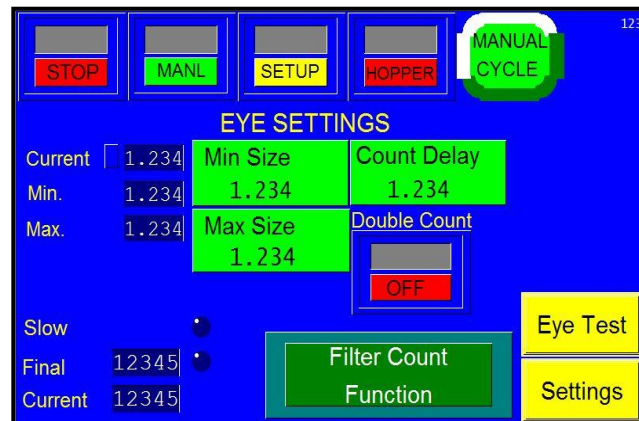 123
STOP
MANL
SETUP
HOPPER
MANUAL
CYCLE
EYE SETTINGS
Current 1.234
Min. 1.234
Max. 1.234
Min Size
1.234
Count Delay
1.234
Max Size
1.234
Double Count
OFF
Slow
Final 12345
Current 12345
Filter Count
Function
Eye Test
Settings